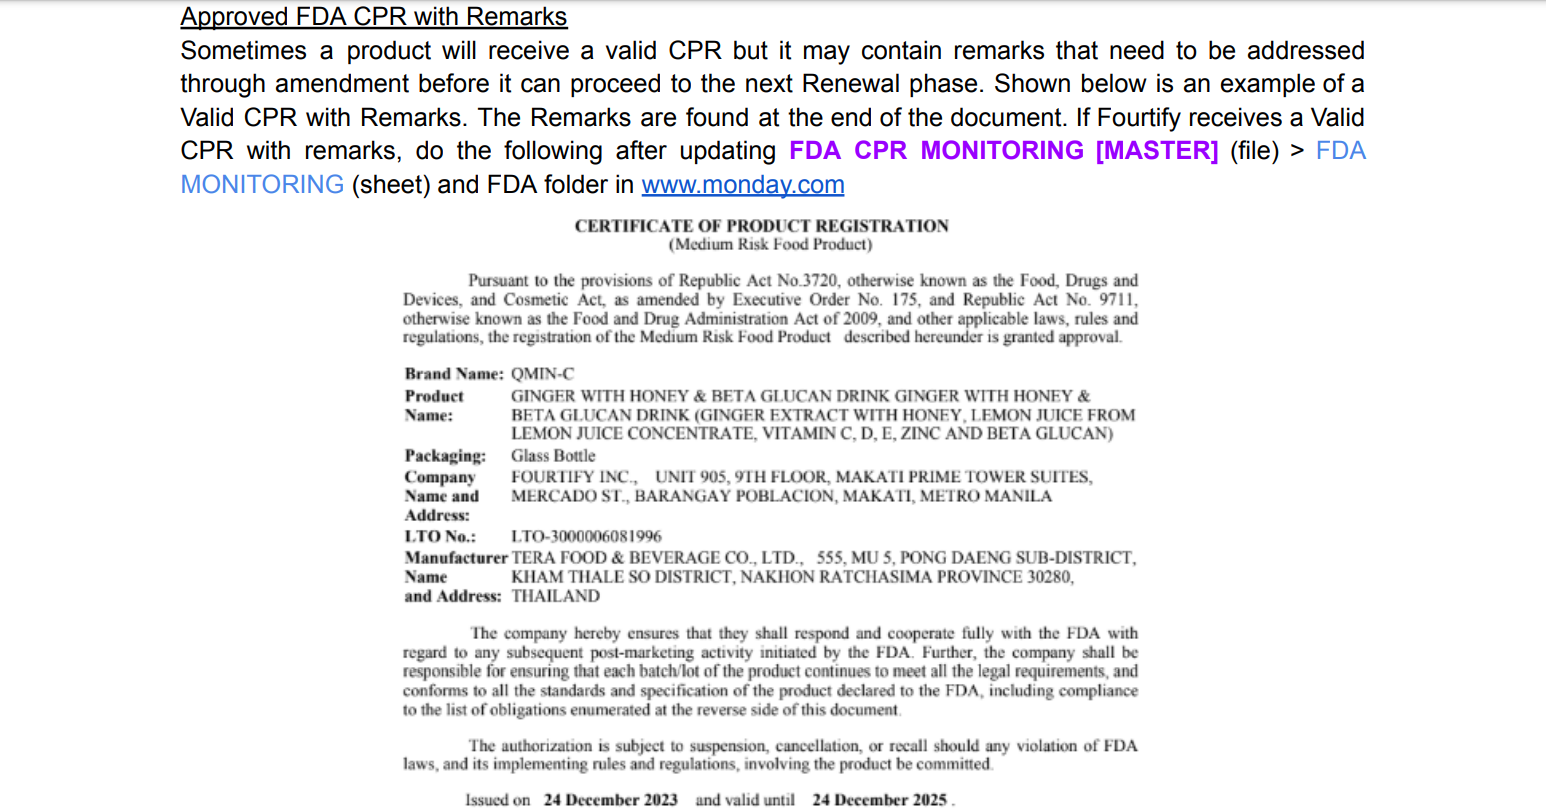 Approved FDA CPR with Remarks
Sometimes a product will receive a valid CPR but it may contain remarks that need to be addressed
through amendment before it can proceed to the next Renewal phase. Shown below is an example of a
Valid CPR with Remarks. The Remarks are found at the end of the document. If Fourtify receives a Valid
CPR with remarks, do the following after updating FDA CPR MONITORING [MASTER] (file) > FDA
MONITORING (sheet) and FDA folder in www.monday.com
CERTIFICATE OF PRODUCT REGISTRATION
(Medium Risk Food Product)
Pursuant to the provisions of Republic Act No.3720, otherwise known as the Food, Drugs and
Devices, and Cosmetic Act, as amended by Executive Order No. 175, and Republic Act No. 9711,
otherwise known as the Food and Drug Administration Act of 2009, and other applicable laws, rules and
regulations, the registration of the Medium Risk Food Product described hereunder is granted approval.
Brand Name: QMIN-C
Product GINGER WITH HONEY & BETA GLUCAN DRINK GINGER WITH HONEY &
Name: BETA GLUCAN DRINK (GINGER EXTRACT WITH HONEY, LEMON JUICE FROM
LEMON JUICE CONCENTRATE, VITAMIN C, D, E, ZINC AND BETA GLUCAN)
Packaging: Glass Bottle
Company FOURTIFY INC., UNIT 905, 9TH FLOOR, MAKATI PRIME TOWER SUITES,
Name and MERCADO ST., BARANGAY POBLACION, MAKATI, METRO MANILA
Address:
LTO No.: LTO-3000006081996
Manufacturer TERA FOOD & BEVERAGE CO., LTD., 555, MU 5, PONG DAENG SUB-DISTRICT,
Name KHAM THALE SO DISTRICT, NAKHON RATCHASIMA PROVINCE 30280,
and Address: THAILAND
The company hereby ensures that they shall respond and cooperate fully with the FDA with
regard to any subsequent post-marketing activity initiated by the FDA. Further, the company shall be
responsible for ensuring that each batch/lot of the product continues to meet all the legal requirements, and
conforms to all the standards and specification of the product declared to the FDA, including compliance
to the list of obligations enumerated at the reverse side of this document.
The authorization is subject to suspension, cancellation, or recall should any violation of FDA
laws, and its implementing rules and regulations, involving the product be committed.
Issued on 24 December 2023 and valid until 24 December 2025 .